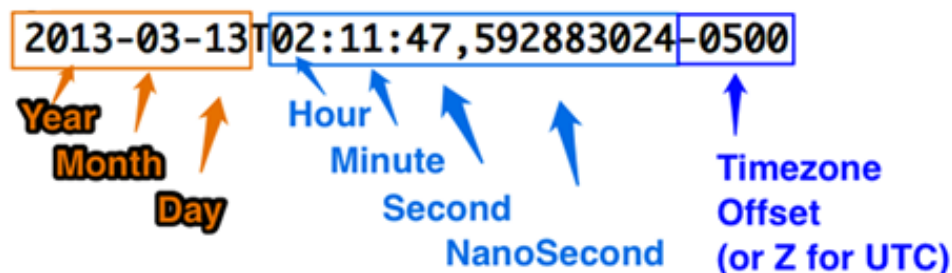 2013-03-13T02:11:47,592883024-0500
Year
Month
Day
Hour
Minute
Second
NanoSecond
Timezone
Offset
(or Z for UTC)